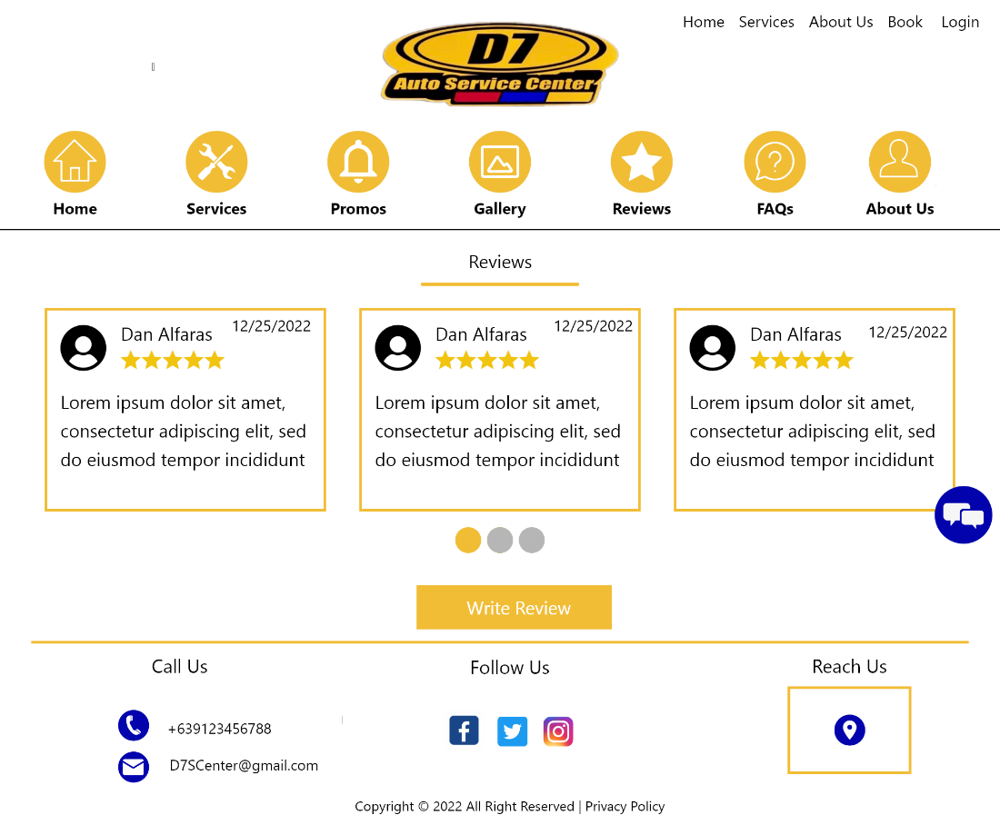 Home Services About Us Book Login
D7
Auto Service Center
Home Services Promos Gallery Reviews FAQs About Us
Reviews
Dan Alfaras 12/25/2022
Lorem ipsum dolor sit amet,
consectetur adipiscing elit, sed
do eiusmod tempor incididunt
Dan Alfaras 12/25/2022
Lorem ipsum dolor sit amet,
consectetur adipiscing elit, sed
do eiusmod tempor incididunt
Dan Alfaras 12/25/2022
Lorem ipsum dolor sit amet,
consectetur adipiscing elit, sed
do eiusmod tempor incididunt
Write Review
Call Us
+639123456788
D7SCenter@gmail.com
Follow Us
Reach Us
Copyright © 2022 All Right Reserved | Privacy Policy